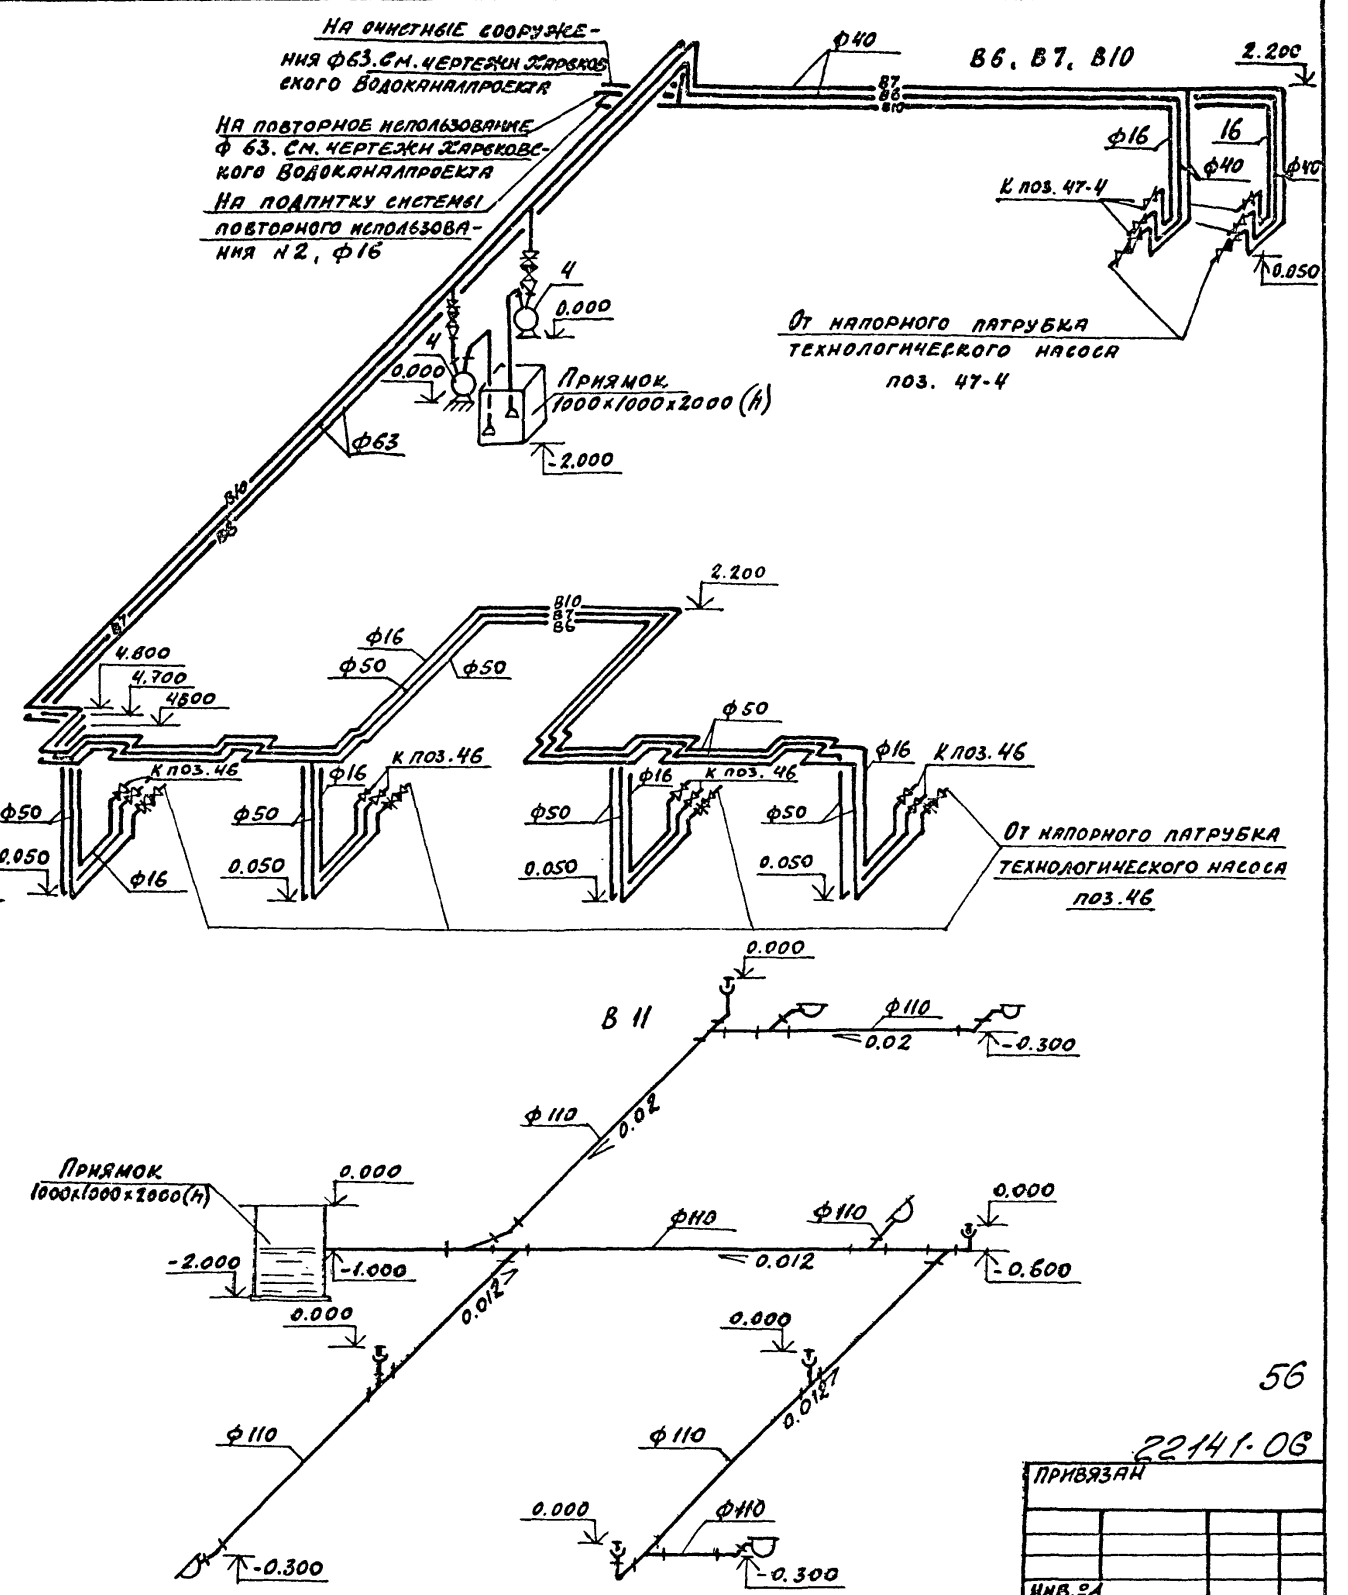 На очистные сооруже-
ния ф63. См. чертежи Харьков
ского Водоканалпроекта
На повторное использование
ф 63. См. чертежи Харьковс-
кого Водоканалпроекта
На подпитку системы
повторного использова-
ния N2, ф16
ф40
В6, В7, В10
2.200
В7
В6
В10
ф16
16
ф40
ф40
К поз. 47-4
0.050
4
0.000
4
0.000
От напорного патрубка
технологического насоса
поз. 47-4
Приямок
1000х1000х2000(h)
-2.000
ф63
В10
В6
В7
2.200
В10
В7
В6
ф16
ф50
ф50
4.800
4.700
4600
ф50
К поз.46
ф16
К поз.46
ф16
К поз.46
ф16
К поз.46
ф50
ф50
ф50
ф50
0.050
ф16
0.050
0.050
0.050
От напорного патрубка
технологического насоса
поз.46
0.000
В 11
ф110
0.02
-0.300
ф110
0.02
Приямок
1000х1000х2000(h)
0.000
ф110
ф110
0.000
-2.000
-1.000
0.012
-0.600
0.012
0.000
0.000
0.012
ф110
ф110
56
22141-06
Привязан
0.000
ф110
-0.300
-0.300
Инв.№